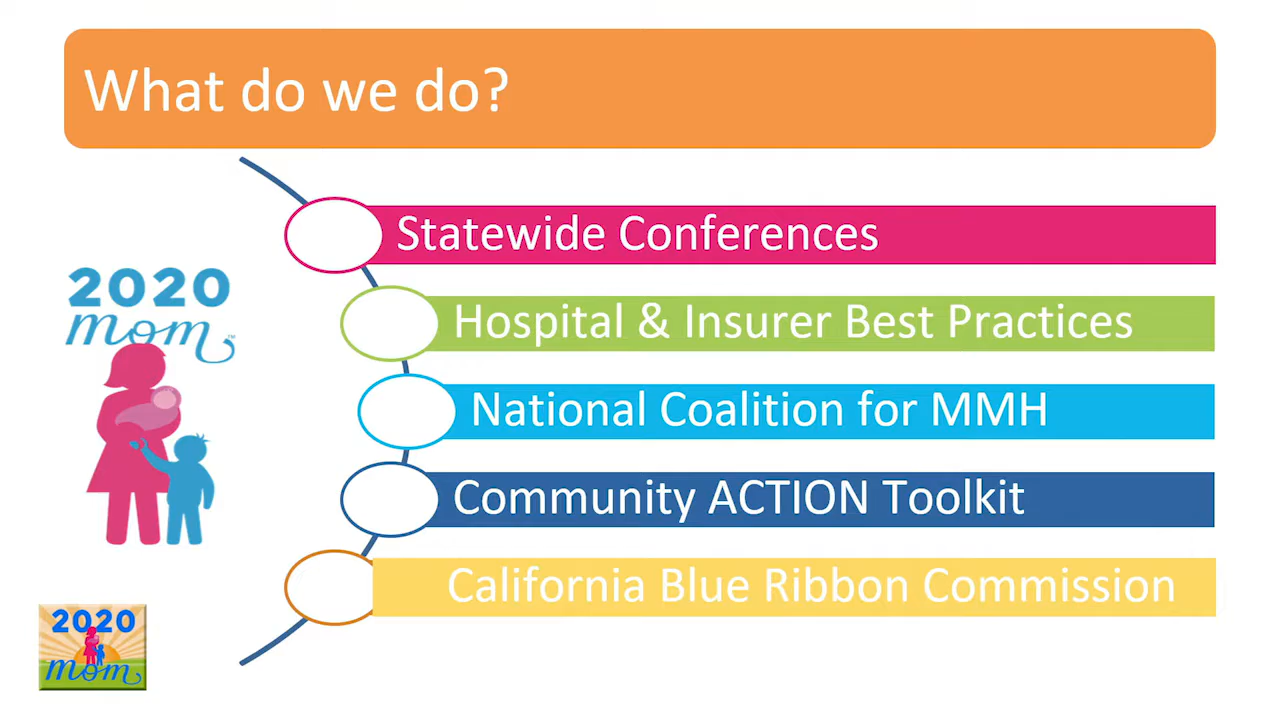 What do we do?
Statewide Conferences
Hospital & Insurer Best Practices
National Coalition for MMH
Community ACTION Toolkit
California Blue Ribbon Commission
2020
mom™
2020
mom